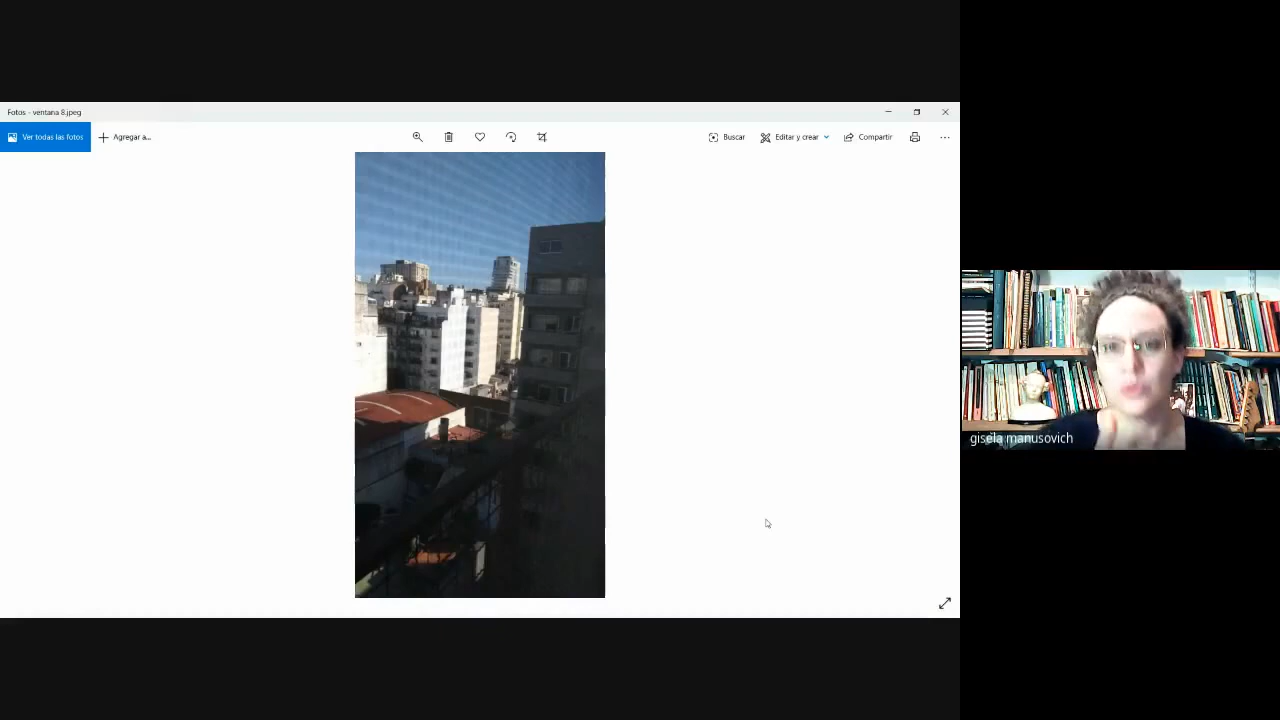 Fotos - ventana 8.jpeg
Ver todas las fotos
Agregar a...
Buscar
Editar y crear
Compartir
gisela manusovich